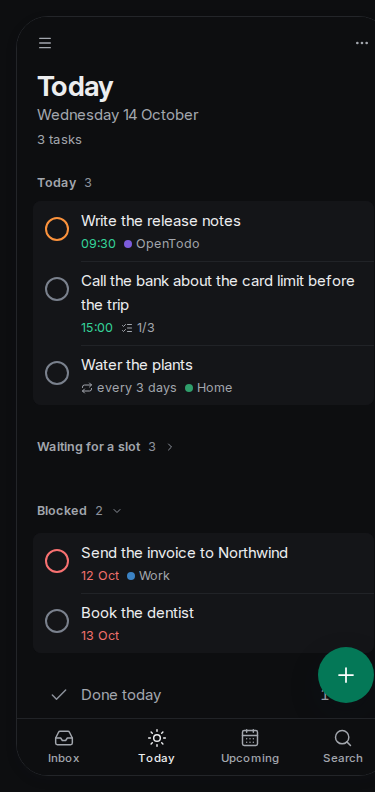 Today
Wednesday 14 October
3 tasks
Today 3
Write the release notes
09:30 OpenTodo
Call the bank about the card limit before
the trip
15:00 1/3
Water the plants
every 3 days Home
Waiting for a slot 3
Blocked 2
Send the invoice to Northwind
12 Oct Work
Book the dentist
13 Oct
Done today
Inbox Today Upcoming Search